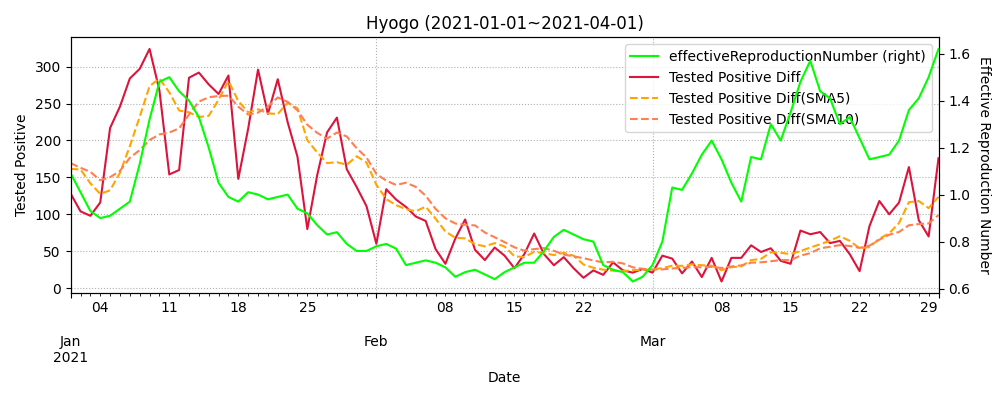 Hyogo (2021-01-01~2021-04-01)
effectiveReproductionNumber (right)
Tested Positive Diff
Tested Positive Diff(SMA5)
Tested Positive Diff(SMA10)
Tested Positive
300
250
200
150
100
50
0
1.6
1.4
1.2
1.0
0.8
0.6
Effective Reproduction Number
04 11 18 25 08 15 22 08 15 22 29
Jan Feb Mar
2021
Date